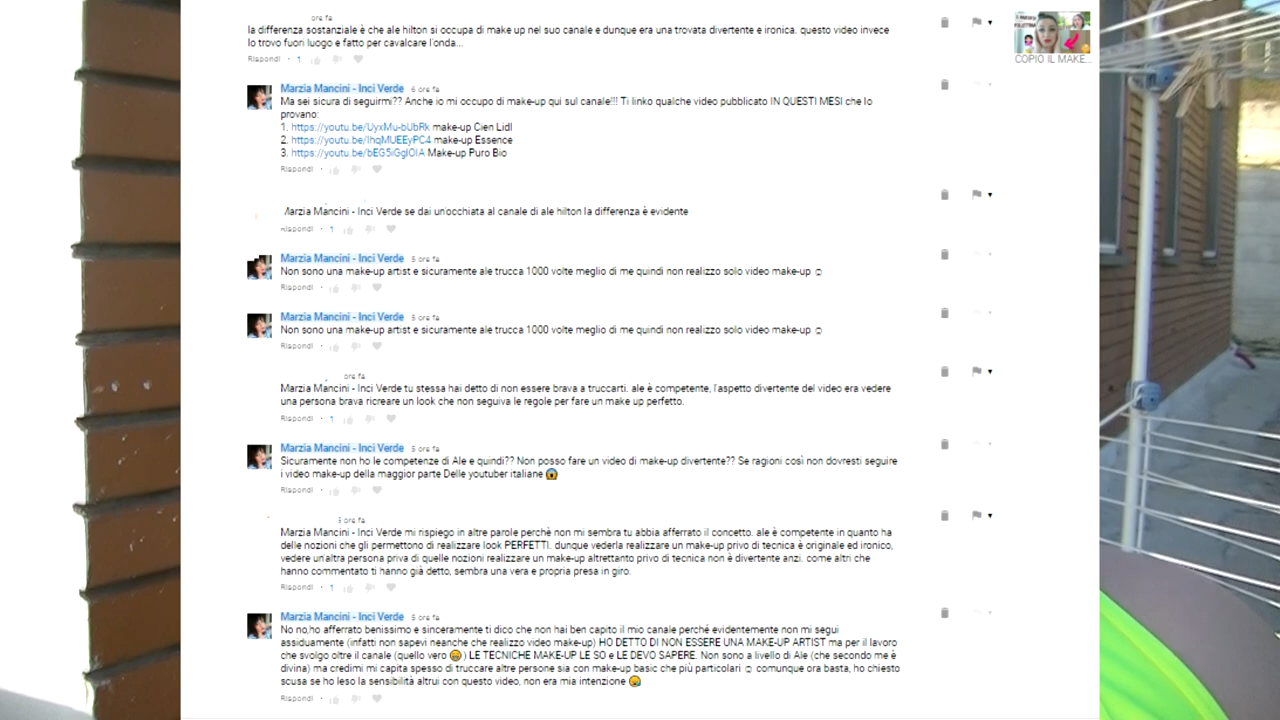 ore fa
la differenza sostanziale è che ale hilton si occupa di make up nel suo canale e dunque era una trovata divertente e ironica. questo video invece
lo trovo fuori luogo e fatto per cavalcare l'onda...
Rispondi · 1
COPIO IL MAKE...
Marzia Mancini - Inci Verde 6 ore fa
Ma sei sicura di seguirmi?? Anche io mi occupo di make-up qui sul canale!!! Ti linko qualche video pubblicato IN QUESTI MESI che lo
provano:
1. https://youtu.be/UyxMu-bUbRk make-up Cien Lidl
2. https://youtu.be/IhqMUEEyPC4 make-up Essence
3. https://youtu.be/bEG5iGglOIA Make-up Puro Bio
Rispondi ·
Marzia Mancini - Inci Verde se dai un'occhiata al canale di ale hilton la differenza è evidente
Rispondi · 1
Marzia Mancini - Inci Verde 5 ore fa
Non sono una make-up artist e sicuramente ale trucca 1000 volte meglio di me quindi non realizzo solo video make-up ☺
Rispondi ·
Marzia Mancini - Inci Verde 5 ore fa
Non sono una make-up artist e sicuramente ale trucca 1000 volte meglio di me quindi non realizzo solo video make-up ☺
Rispondi ·
ore fa
Marzia Mancini - Inci Verde tu stessa hai detto di non essere brava a truccarti. ale è competente, l'aspetto divertente del video era vedere
una persona brava ricreare un look che non seguiva le regole per fare un make up perfetto.
Rispondi · 1
Marzia Mancini - Inci Verde 5 ore fa
Sicuramente non ho le competenze di Ale e quindi?? Non posso fare un video di make-up divertente?? Se ragioni così non dovresti seguire
i video make-up della maggior parte Delle youtuber italiane 😱
Rispondi ·
ore fa
Marzia Mancini - Inci Verde mi rispiego in altre parole perchè non mi sembra tu abbia afferrato il concetto. ale è competente in quanto ha
delle nozioni che gli permettono di realizzare look PERFETTI. dunque vederla realizzare un make-up privo di tecnica è originale ed ironico,
vedere un'altra persona priva di quelle nozioni realizzare un make-up altrettanto privo di tecnica non è divertente anzi. come altri che
hanno commentato ti hanno già detto, sembra una vera e propria presa in giro.
Rispondi · 1
Marzia Mancini - Inci Verde 5 ore fa
No no,ho afferrato benissimo e sinceramente ti dico che non hai ben capito il mio canale perché evidentemente non mi segui
assiduamente (infatti non sapevi neanche che realizzo video make-up) HO DETTO DI NON ESSERE UNA MAKE-UP ARTIST ma per il lavoro
che svolgo oltre il canale (quello vero 😂) LE TECNICHE MAKE-UP LE SO e LE DEVO SAPERE. Non sono a livello di Ale (che secondo me è
divina) ma credimi mi capita spesso di truccare altre persone sia con make-up basic che più particolari ☺ comunque ora basta, ho chiesto
scusa se ho leso la sensibilità altrui con questo video, non era mia intenzione 😭
Rispondi ·